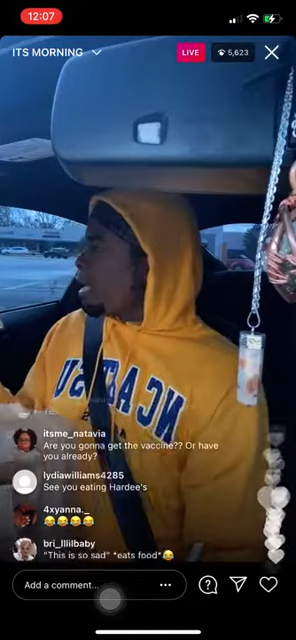 12:07
ITS MORNING
LIVE
5,623
itsme_natavia
Are you gonna get the vaccine?? Or have
you already?
lydiawilliams4285
See you eating Hardee's
4xyanna._
😂😂😂😂
bri_lllilbaby
"This is so sad" *eats food*😂
Add a comment...